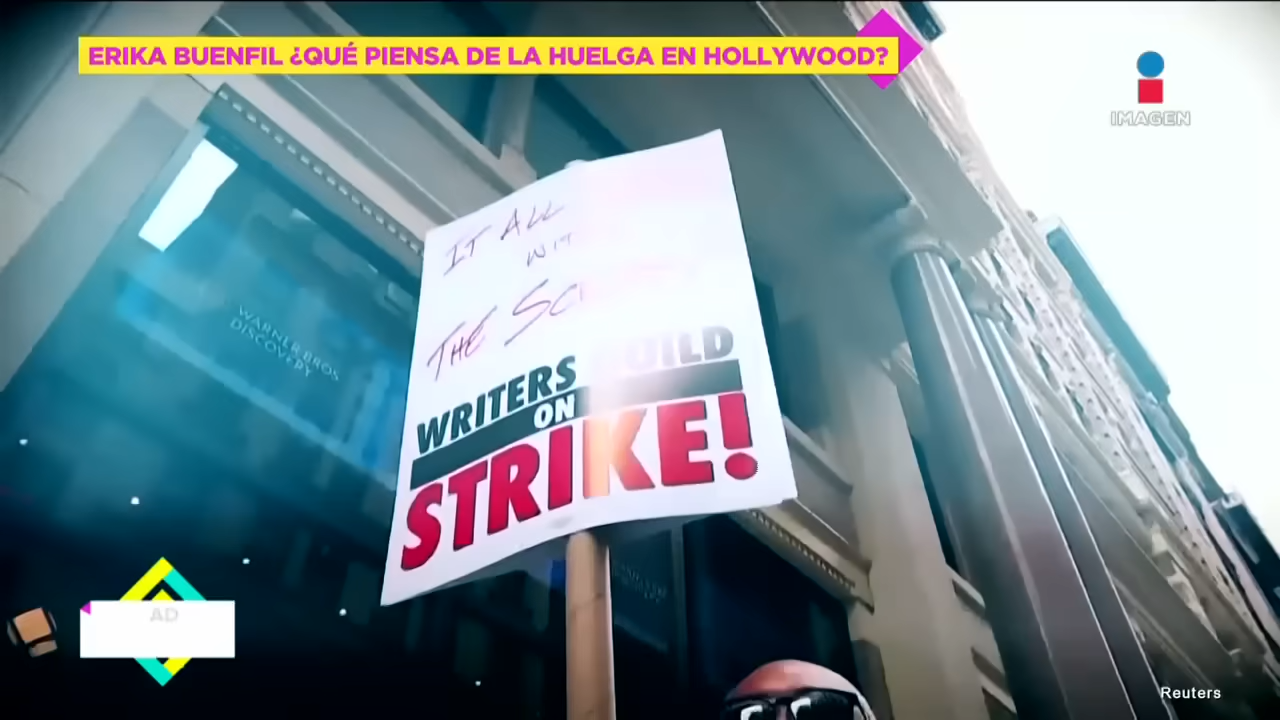 ERIKA BUENFIL ¿QUÉ PIENSA DE LA HUELGA EN HOLLYWOOD?
IMAGEN
IT ALL
THE
WARNER BROS
DISCOVERY
WRITERS GUILD
ON
STRIKE!
AD
Reuters